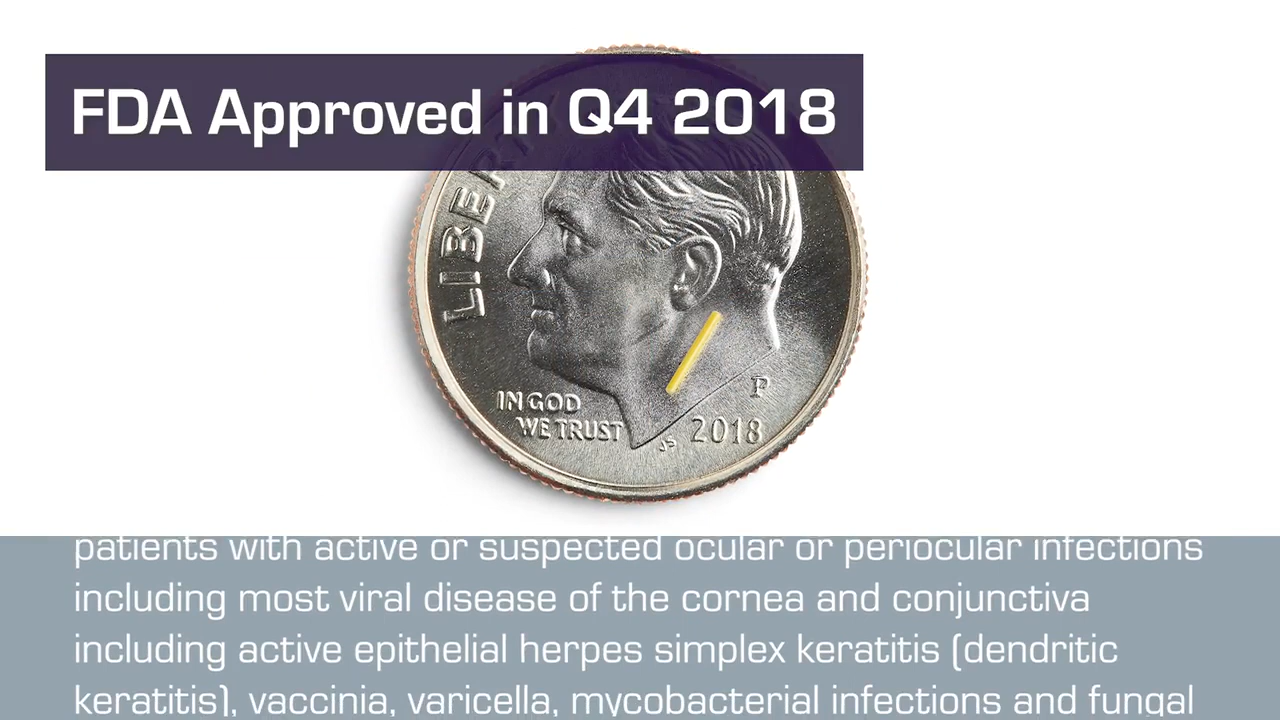 FDA Approved in Q4 2018
LIBERT
IN GOD
WE TRUST
JS
P
2018
patients with active or suspected ocular or periocular infections
including most viral disease of the cornea and conjunctiva
including active epithelial herpes simplex keratitis (dendritic
keratitis), vaccinia, varicella, mycobacterial infections and fungal